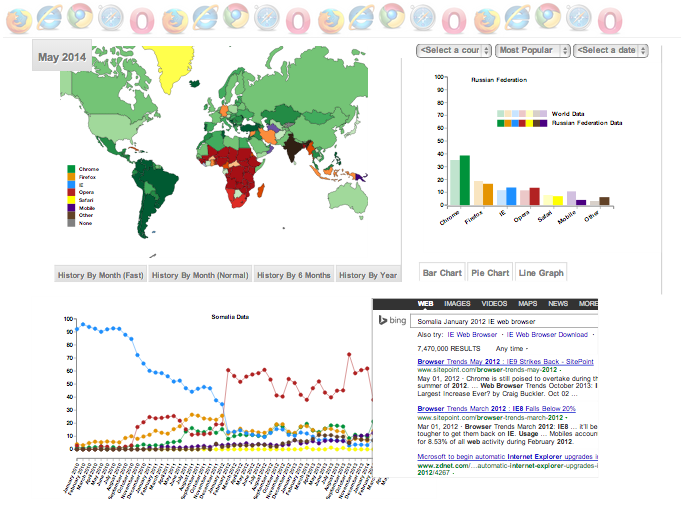 May 2014
<Select a cour
Most Popular
<Select a date
Chrome
Firefox
IE
Opera
Safari
Mobile
Other
None
History By Month (Fast)
History By Month (Normal)
History By 6 Months
History By Year
Russian Federation
100
90
80
70
60
50
40
30
20
10
0
World Data
Russian Federation Data
Chrome
Firefox
IE
Opera
Safari
Mobile
Other
Bar Chart
Pie Chart
Line Graph
Somalia Data
100
90
80
70
60
50
40
30
20
10
0
WEB IMAGES VIDEOS MAPS NEWS MORE
bing
Somalia January 2012 IE web browser
Also try: IE Web Browser · IE Web Browser Download ·
7,470,000 RESULTS Any time
Browser Trends May 2012 : IE9 Strikes Back - SitePoint
www.sitepoint.com/browser-trends-may-2012
May 01, 2012 · Chrome is still poised to overtake during th
summer of 2012. ... Web Browser Trends October 2013: I
Largest Increase Ever? by Craig Buckler. Oct 02 ...
Browser Trends March 2012 : IE8 Falls Below 20%
www.sitepoint.com/browser-trends-march-2012
Mar 01, 2012 · Browser Trends March 2012: IE8 ... it'll be
tougher to get them back on IE. Usage ... Mobiles accoun
for 8.53% of all web activity during February 2012.
Microsoft to begin automatic Internet Explorer upgrades i
www.zdnet.com/...automatic-internet-explorer-upgrades-i
2012/4267